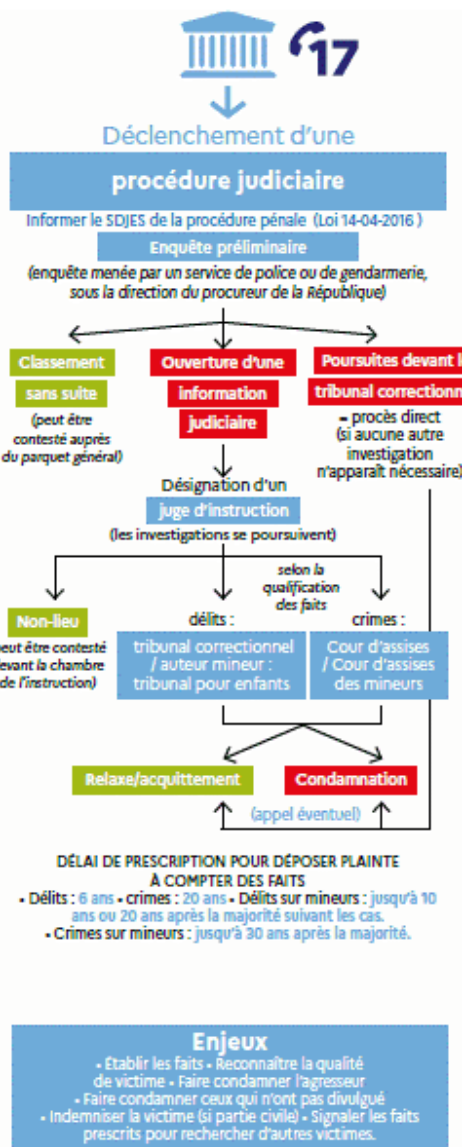 17
Déclenchement d'une
procédure judiciaire
Informer le SDJES de la procédure pénale (Loi 14-04-2016 )
Enquête préliminaire
(enquête menée par un service de police ou de gendarmerie,
sous la direction du procureur de la République)
Classement
sans suite
(peut être
contesté auprès
du parquet général)
Ouverture d'une
information
judiciaire
Poursuites devant l
tribunal correctionn
= procès direct
(si aucune autre
investigation
n'apparaît nécessaire)
Désignation d'un
juge d'instruction
(les investigations se poursuivent)
selon la
qualification
des faits
Non-lieu
peut être contesté
devant la chambre
de l'instruction)
délits :
tribunal correctionnel
/ auteur mineur :
tribunal pour enfants
crimes :
Cour d'assises
/ Cour d'assises
des mineurs
Relaxe/acquittement
Condamnation
(appel éventuel)
DÉLAI DE PRESCRIPTION POUR DÉPOSER PLAINTE
À COMPTER DES FAITS
• Délits : 6 ans • crimes : 20 ans • Délits sur mineurs : jusqu'à 10
ans ou 20 ans après la majorité suivant les cas.
• Crimes sur mineurs : jusqu'à 30 ans après la majorité.
Enjeux
• Établir les faits • Reconnaître la qualité
de victime • Faire condamner l'agresseur
• Faire condamner ceux qui n'ont pas divulgué
• Indemniser la victime (si partie civile) • Signaler les faits
prescrits pour rechercher d'autres victimes.